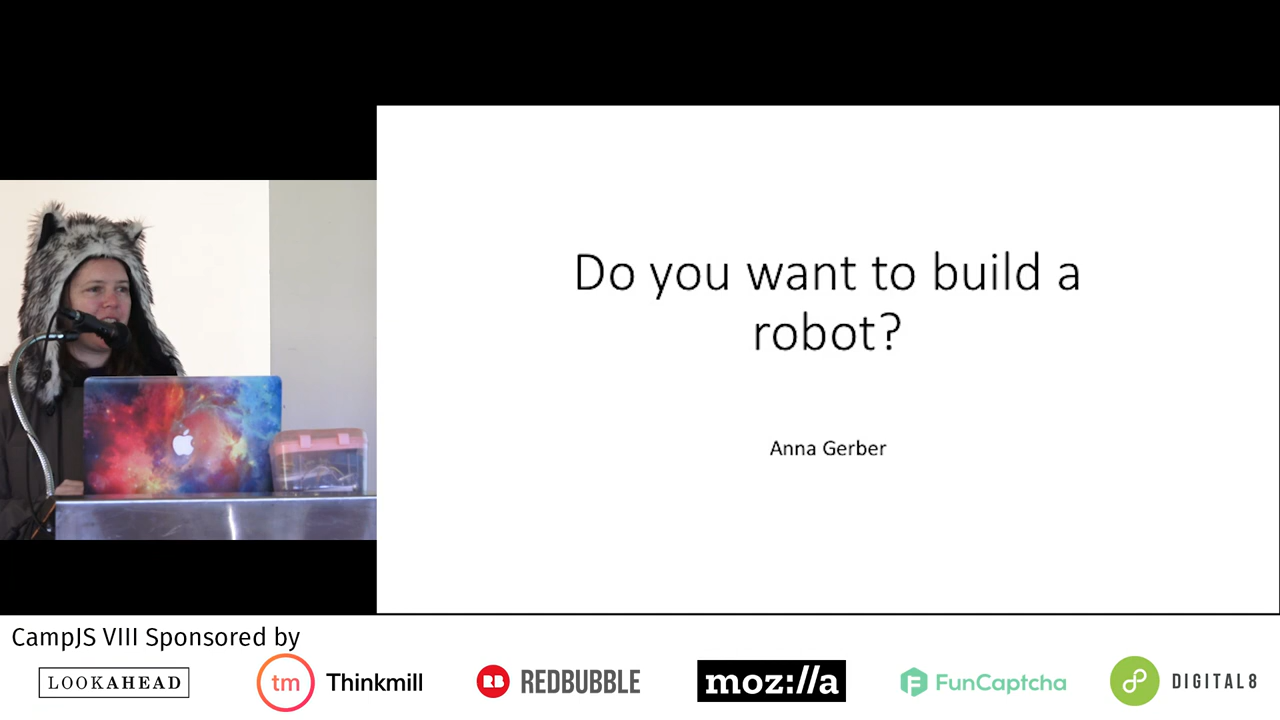 Do you want to build a
robot?
Anna Gerber
CampJS VIII Sponsored by
LOOKAHEAD
tm Thinkmill
RB REDBUBBLE
moz://a
FunCaptcha
DIGITAL8